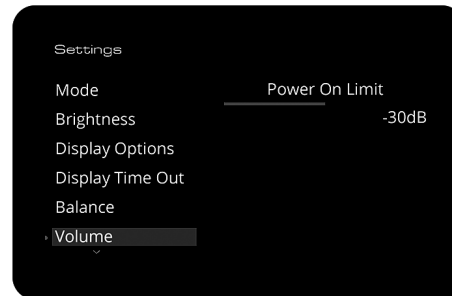 Settings
Mode
Power On Limit
Brightness
-30dB
Display Options
Display Time Out
Balance
Volume